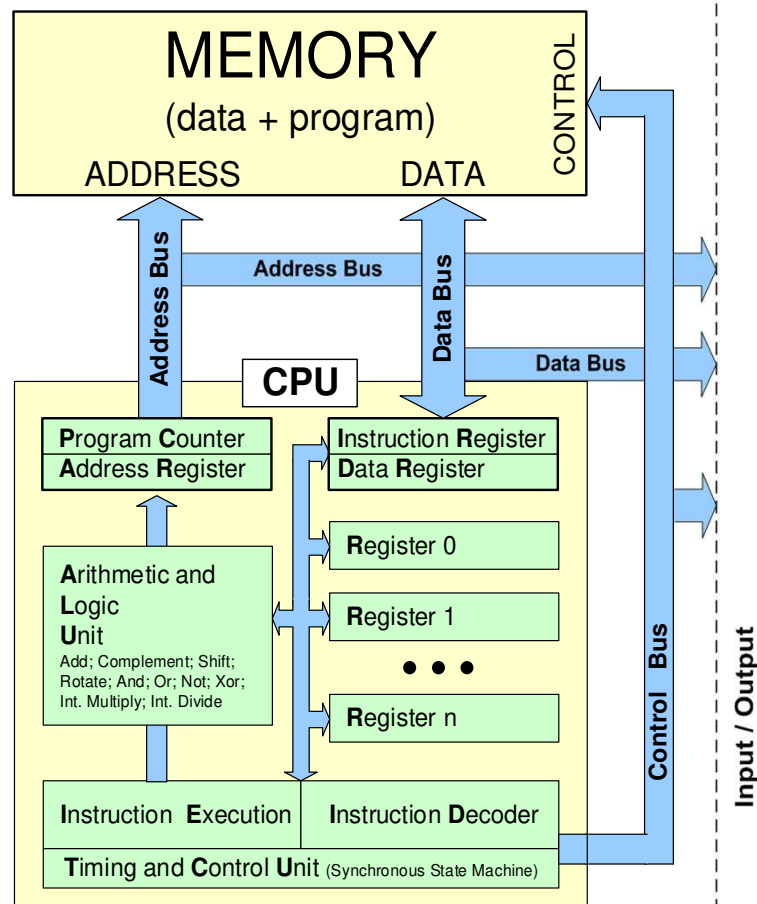 MEMORY
(data + program)
CONTROL
ADDRESS
DATA
Address Bus
Data Bus
Address Bus
Data Bus
CPU
Program Counter
Address Register
Instruction Register
Data Register
Arithmetic and
Logic
Unit
Add; Complement; Shift;
Rotate; And; Or; Not; Xor;
Int. Multiply; Int. Divide
Register 0
Register 1
• • •
Register n
Instruction Execution
Instruction Decoder
Timing and Control Unit (Synchronous State Machine)
Control Bus
Input / Output